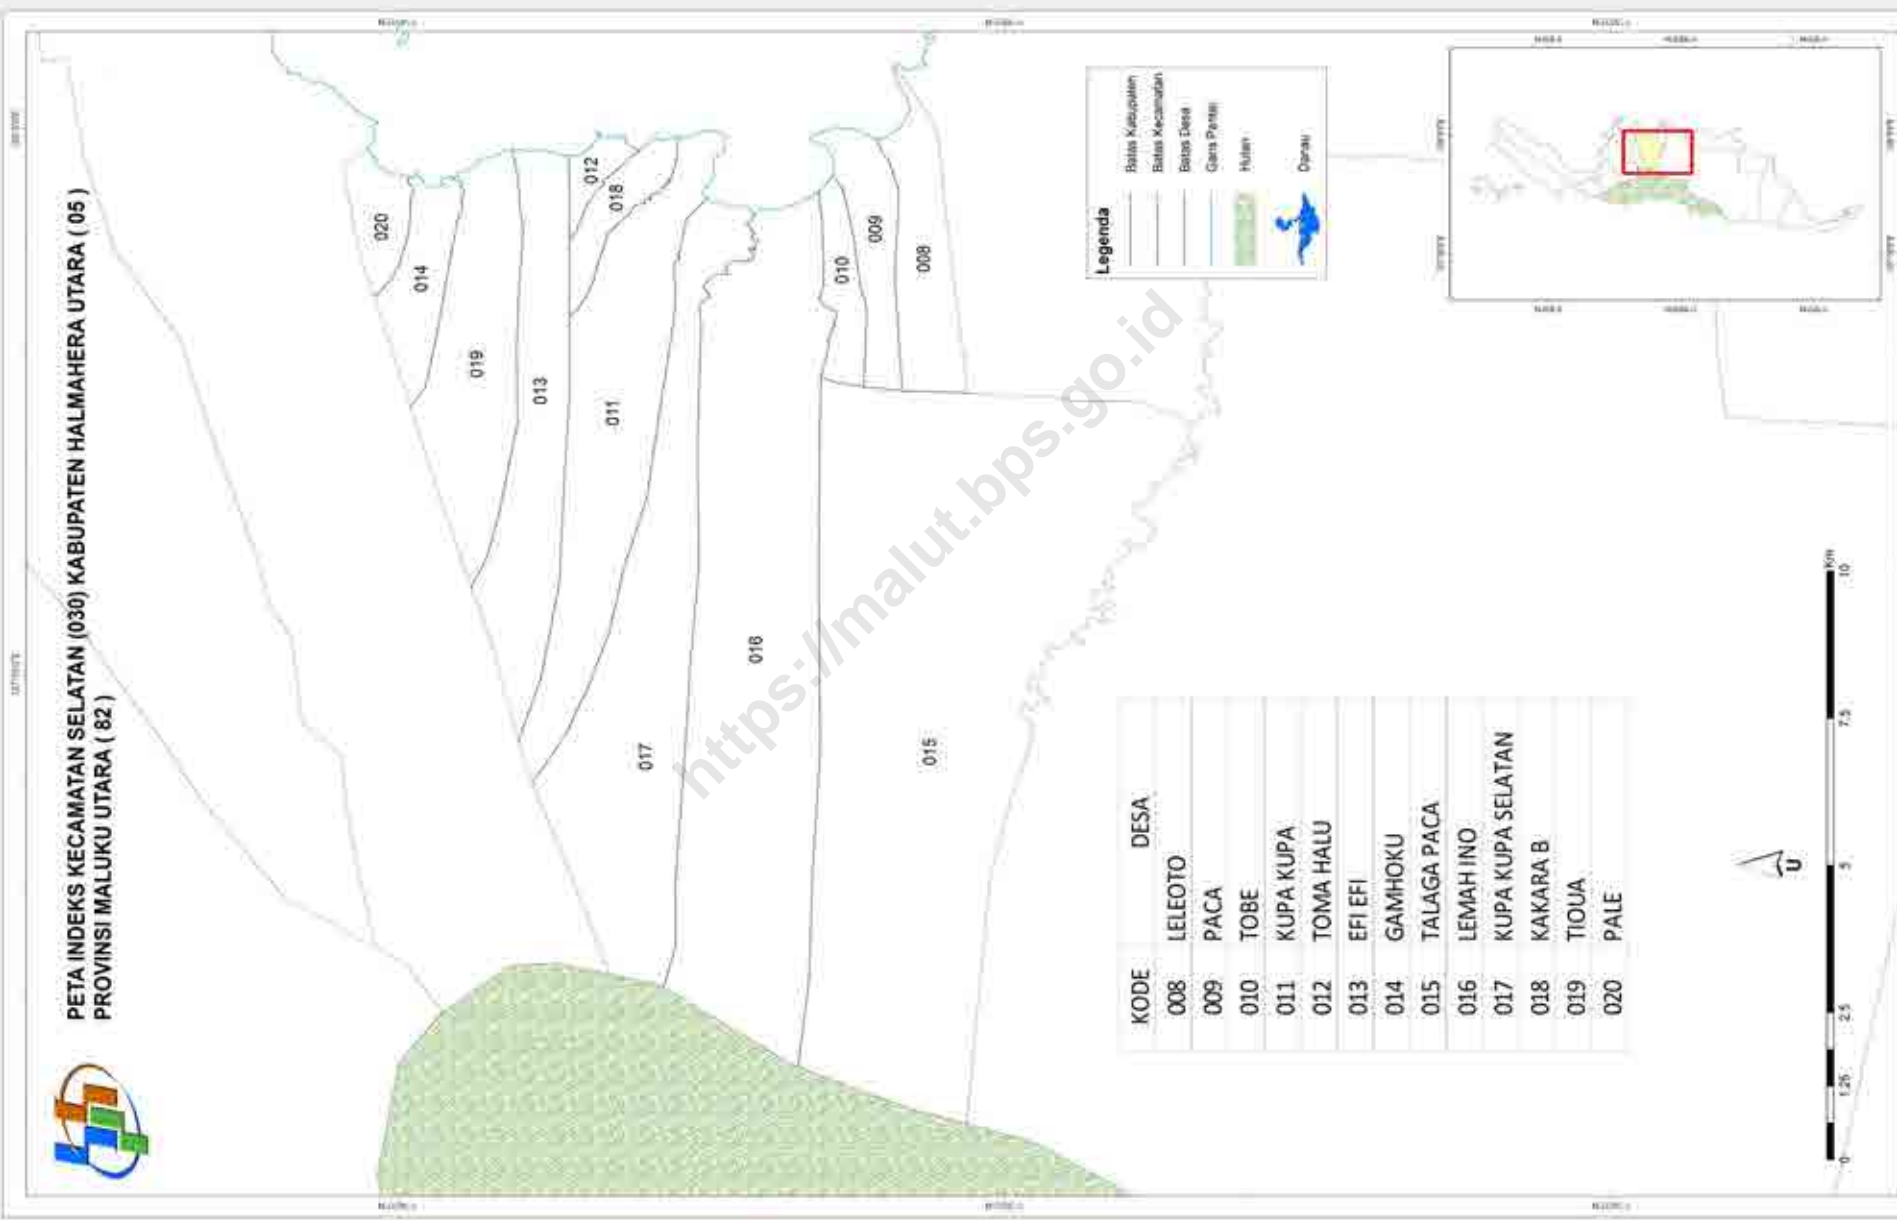 PETA INDEKS KECAMATAN SELATAN (030) KABUPATEN HALMAHERA UTARA ( 05 )
PROVINSI MALUKU UTARA ( 82 )
020
014
019
013
012
018
011
017
016
010
009
008
015
https://malut.bps.go.id
KODE DESA
008 LELEOTO
009 PACA
010 TOBE
011 KUPA KUPA
012 TOMA HALU
013 EFI EFI
014 GAMHOKU
015 TALAGA PACA
016 LEMAH INO
017 KUPA KUPA SELATAN
018 KAKARA B
019 TIOUA
020 PALE
Legenda
Batas Kabupaten
Batas Kecamatan
Batas Desa
Garis Pantai
Hutan
Danau
U
0 1.25 2.5 5 7.5 10
Km